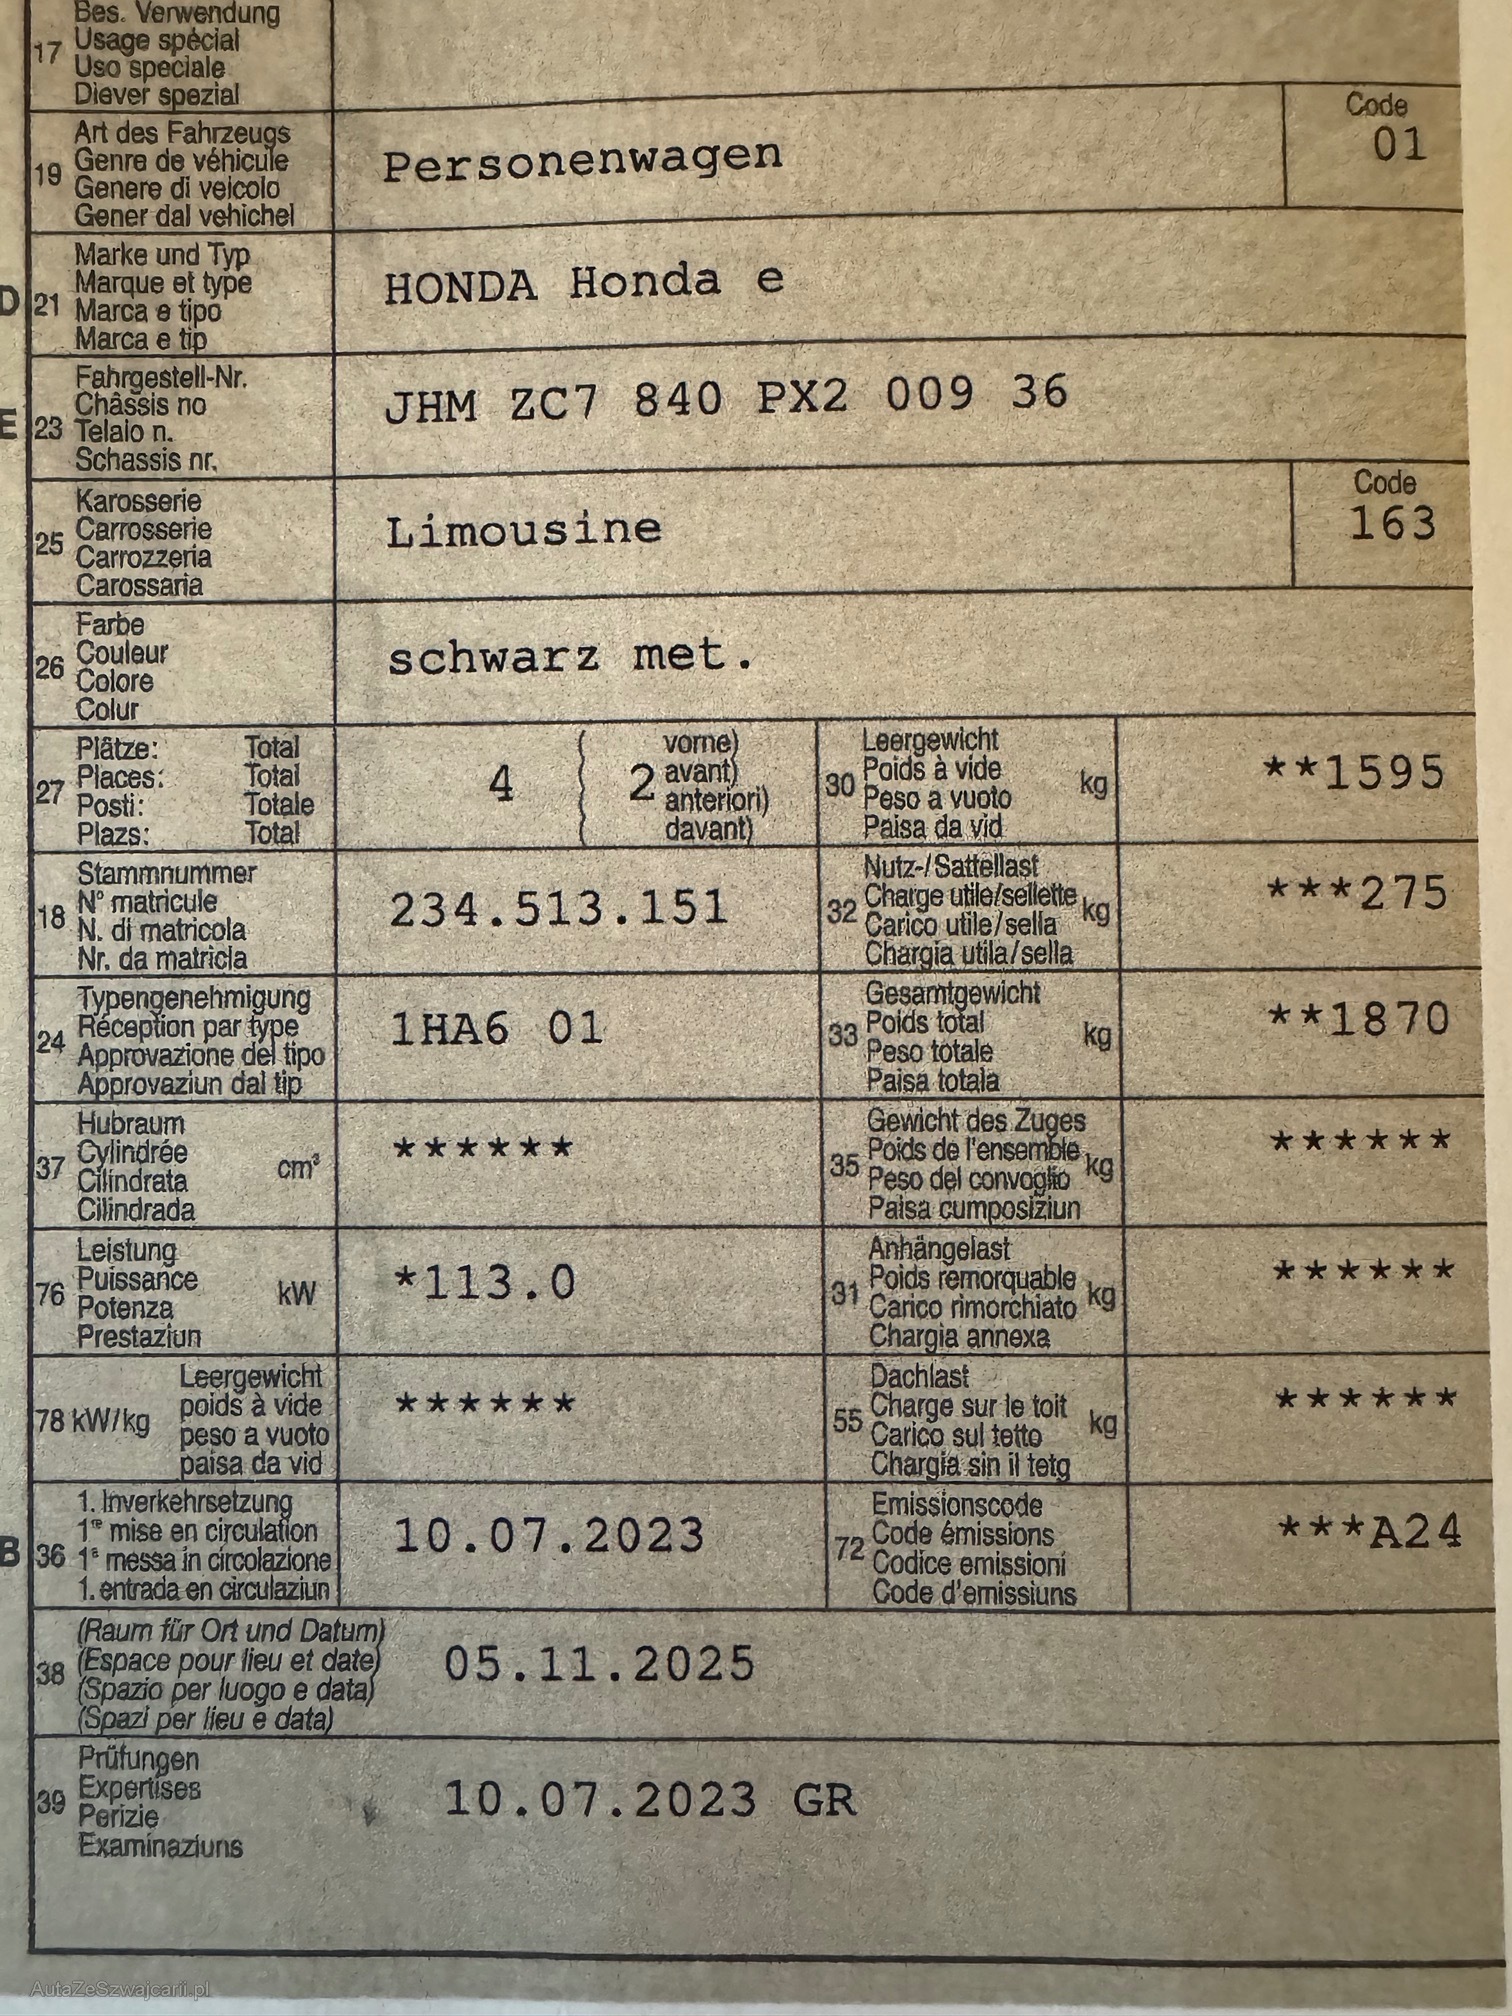 17 Bes. Verwendung
Usage spécial
Uso speciale
Diever spezial
19 Art des Fahrzeugs
Genre de véhicule
Genere di veicolo
Gener dal vehichel
Personenwagen
Code
01
D 21 Marke und Typ
Marque et type
Marca e tipo
Marca e tip
HONDA Honda e
E 23 Fahrgestell-Nr.
Châssis no
Telaio n.
Schassis nr.
JHM ZC7 840 PX2 009 36
25 Karosserie
Carrosserie
Carrozzeria
Carossaria
Limousine
Code
163
26 Farbe
Couleur
Colore
Colur
schwarz met.
27 Plätze: Total
Places: Total
Posti: Totale
Plazs: Total
4 ( 2 vorne)
( avant)
( anteriori)
( davant)
30 Leergewicht
Poids à vide
Peso a vuoto
Paisa da vid
kg
**1595
18 Stammnummer
N° matricule
N. di matricola
Nr. da matricla
234.513.151
32 Nutz-/Sattellast
Charge utile/sellette
Carico utile/sella
Chargia utila/sella
kg
***275
24 Typengenehmigung
Réception par type
Approvazione del tipo
Approvaziun dal tip
1HA6 01
33 Gesamtgewicht
Poids total
Peso totale
Paisa totala
kg
**1870
37 Hubraum
Cylindrée
Cilindrata
Cilindrada
cm³
******
35 Gewicht des Zuges
Poids de l'ensemble
Peso del convoglio
Paisa cumposiziun
kg
******
76 Leistung
Puissance
Potenza
Prestaziun
kW
*113.0
31 Anhängelast
Poids remorquable
Carico rimorchiato
Chargia annexa
kg
******
78 kW/kg
Leergewicht
poids à vide
peso a vuoto
paisa da vid
******
55 Dachlast
Charge sur le toit
Carico sul tetto
Chargia sin il tetg
kg
******
B 36 1. Inverkehrsetzung
1re mise en circulation
1a messa in circolazione
1. entrada en circulaziun
10.07.2023
72 Emissionscode
Code émissions
Codice emissioni
Code d'emissiuns
***A24
38 (Raum für Ort und Datum)
(Espace pour lieu et date)
(Spazio per luogo e data)
(Spazi per lieu e data)
05.11.2025
39 Prüfungen
Expertises
Perizie
Examinaziuns
10.07.2023 GR
AutaZeSzwajcarii.pl